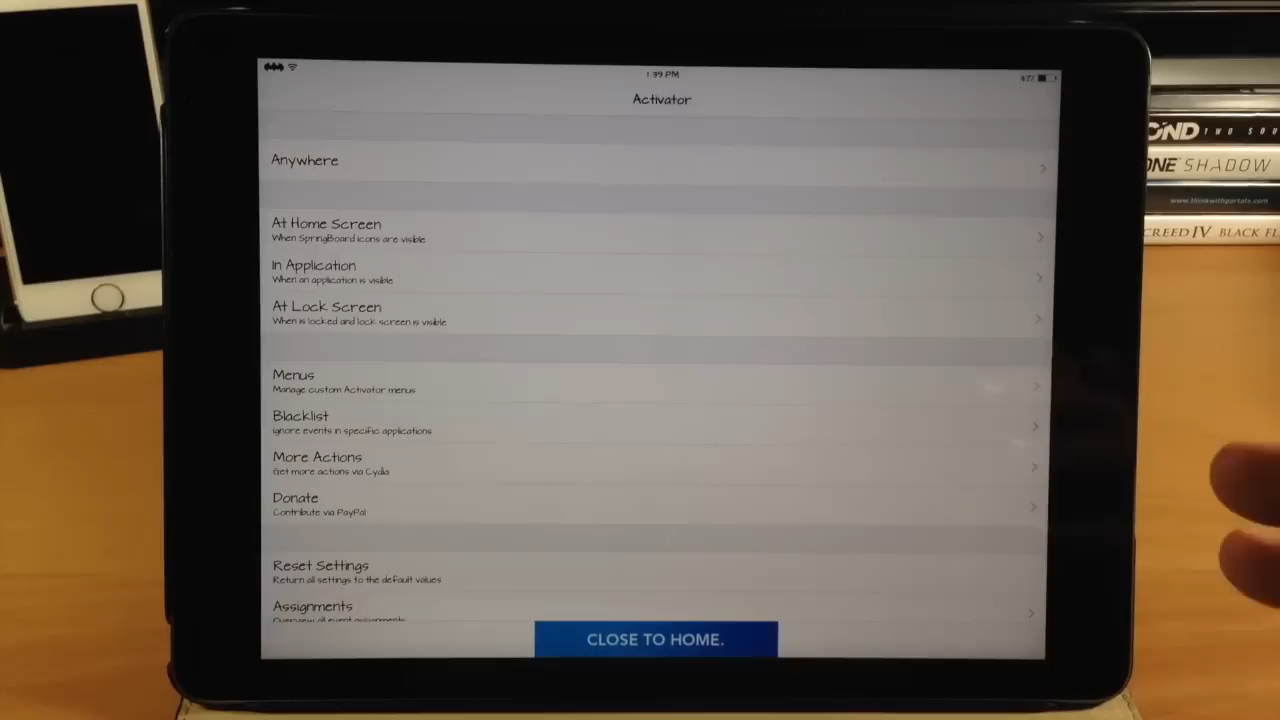 1:39 PM
Activator
Anywhere
At Home Screen
When SpringBoard icons are visible
In Application
When an application is visible
At Lock Screen
When is locked and lock screen is visible
Menus
Manage custom Activator menus
Blacklist
Ignore events in specific applications
More Actions
Get more actions via Cydia
Donate
Contribute via PayPal
Reset Settings
Return all settings to the default values
Assignments
Overview all event assignments
CLOSE TO HOME.
TWO SOU
ONE SHADOW
www.thinkwithportals.com
CREED IV BLACK FL